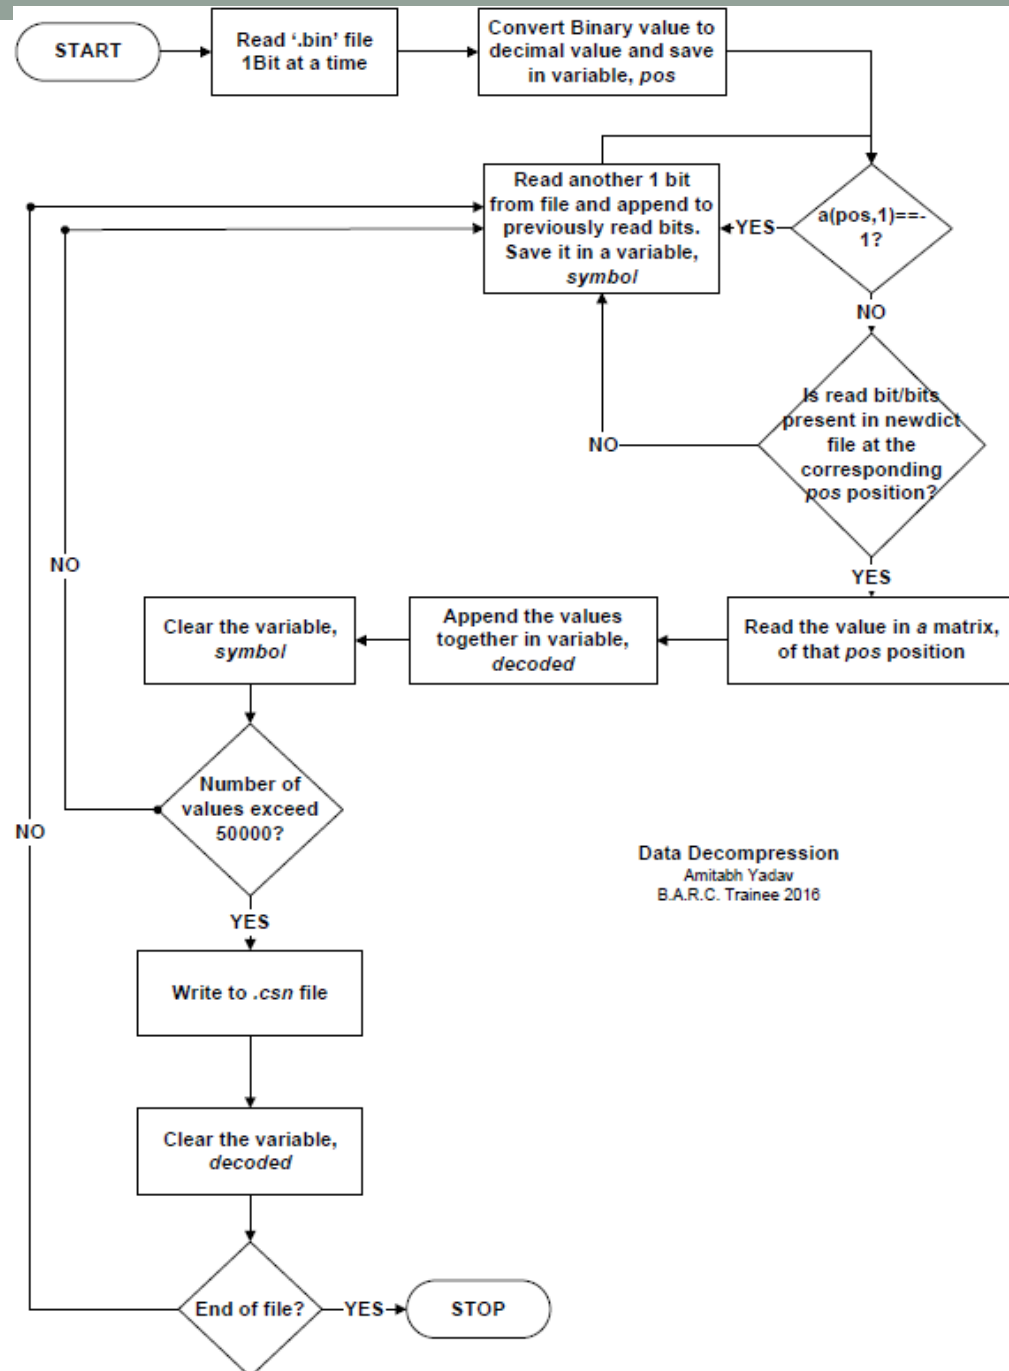 START
Read ‘.bin’ file
1Bit at a time
Convert Binary value to
decimal value and save
in variable, pos
Read another 1 bit
from file and append to
previously read bits.
Save it in a variable,
symbol
YES
a(pos,1)==-
1?
NO
Is read bit/bits
present in newdict
file at the
corresponding
pos position?
NO
YES
NO
Clear the variable,
symbol
Append the values
together in variable,
decoded
Read the value in a matrix,
of that pos position
Number of
values exceed
50000?
NO
YES
Data Decompression
Amitabh Yadav
B.A.R.C. Trainee 2016
Write to .csn file
Clear the variable,
decoded
End of file?
YES
STOP